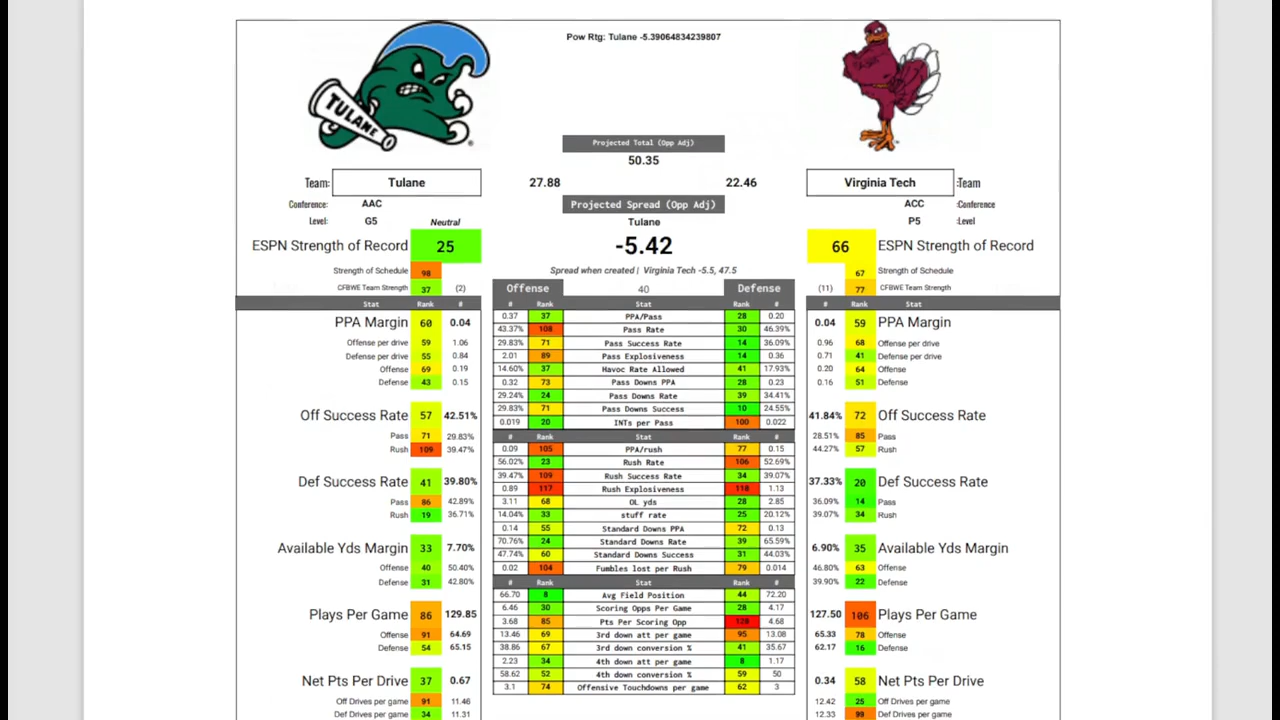 Pow Rtg: Tulane -5.39064834239807
TULANE
Projected Total (Opp Adj)
50.35
Team: Tulane 27.88 22.46 Virginia Tech :Team
Conference: AAC Projected Spread (Opp Adj) ACC :Conference
Level: G5 Neutral Tulane P5 :Level
ESPN Strength of Record 25 -5.42 66 ESPN Strength of Record
Strength of Schedule 98 Spread when created | Virginia Tech -5.5, 47.5 67 Strength of Schedule
CFBWE Team Strength 37 (2) Offense 40 Defense (11) 77 CFBWE Team Strength
Stat Rank # # Rank Stat Rank # # Rank Stat
PPA Margin 60 0.04 0.37 37 PPA/Pass 28 0.20 0.04 59 PPA Margin
43.37% 108 Pass Rate 30 46.39%
Offense per drive 59 1.06 29.83% 71 Pass Success Rate 14 36.09% 0.96 68 Offense per drive
Defense per drive 55 0.84 2.01 89 Pass Explosiveness 14 0.36 0.71 41 Defense per drive
Offense 69 0.19 14.60% 37 Havoc Rate Allowed 41 17.93% 0.20 64 Offense
Defense 43 0.15 0.32 73 Pass Downs PPA 28 0.23 0.16 51 Defense
29.24% 24 Pass Downs Rate 39 34.41%
Off Success Rate 57 42.51% 29.83% 71 Pass Downs Success 10 24.55% 41.84% 72 Off Success Rate
0.019 20 INTs per Pass 100 0.022
Pass 71 29.83% # Rank Stat Rank # 28.51% 85 Pass
Rush 109 39.47% 0.09 105 PPA/rush 77 0.15 44.27% 57 Rush
56.02% 23 Rush Rate 106 52.69%
Def Success Rate 41 39.80% 39.47% 109 Rush Success Rate 34 39.07% 37.33% 20 Def Success Rate
0.89 117 Rush Explosiveness 118 1.13
Pass 86 42.89% 3.11 68 OL yds 28 2.85 36.09% 14 Pass
Rush 19 36.71% 14.04% 33 stuff rate 25 20.12% 39.07% 34 Rush
0.14 55 Standard Downs PPA 72 0.13
70.76% 24 Standard Downs Rate 39 65.59%
Available Yds Margin 33 7.70% 47.74% 60 Standard Downs Success 31 44.03% 6.90% 35 Available Yds Margin
Offense 40 50.40% 0.02 104 Fumbles lost per Rush 79 0.014 46.80% 63 Offense
Defense 31 42.80% # Rank Stat Rank # 39.90% 22 Defense
66.70 8 Avg Field Position 44 72.20
Plays Per Game 86 129.85 6.46 30 Scoring Opps Per Game 28 4.17 127.50 106 Plays Per Game
3.68 85 Pts Per Scoring Opp 128 4.68
Offense 91 64.69 13.46 69 3rd down att per game 95 13.08 65.33 78 Offense
Defense 54 65.15 38.86 67 3rd down conversion % 41 35.67 62.17 16 Defense
2.23 34 4th down att per game 8 1.17
Net Pts Per Drive 37 0.67 58.62 52 4th down conversion % 59 50 0.34 58 Net Pts Per Drive
3.1 74 Offensive Touchdowns per game 62 3
Off Drives per game 91 11.46 12.42 25 Off Drives per game
Def Drives per game 34 11.31 12.33 99 Def Drives per game